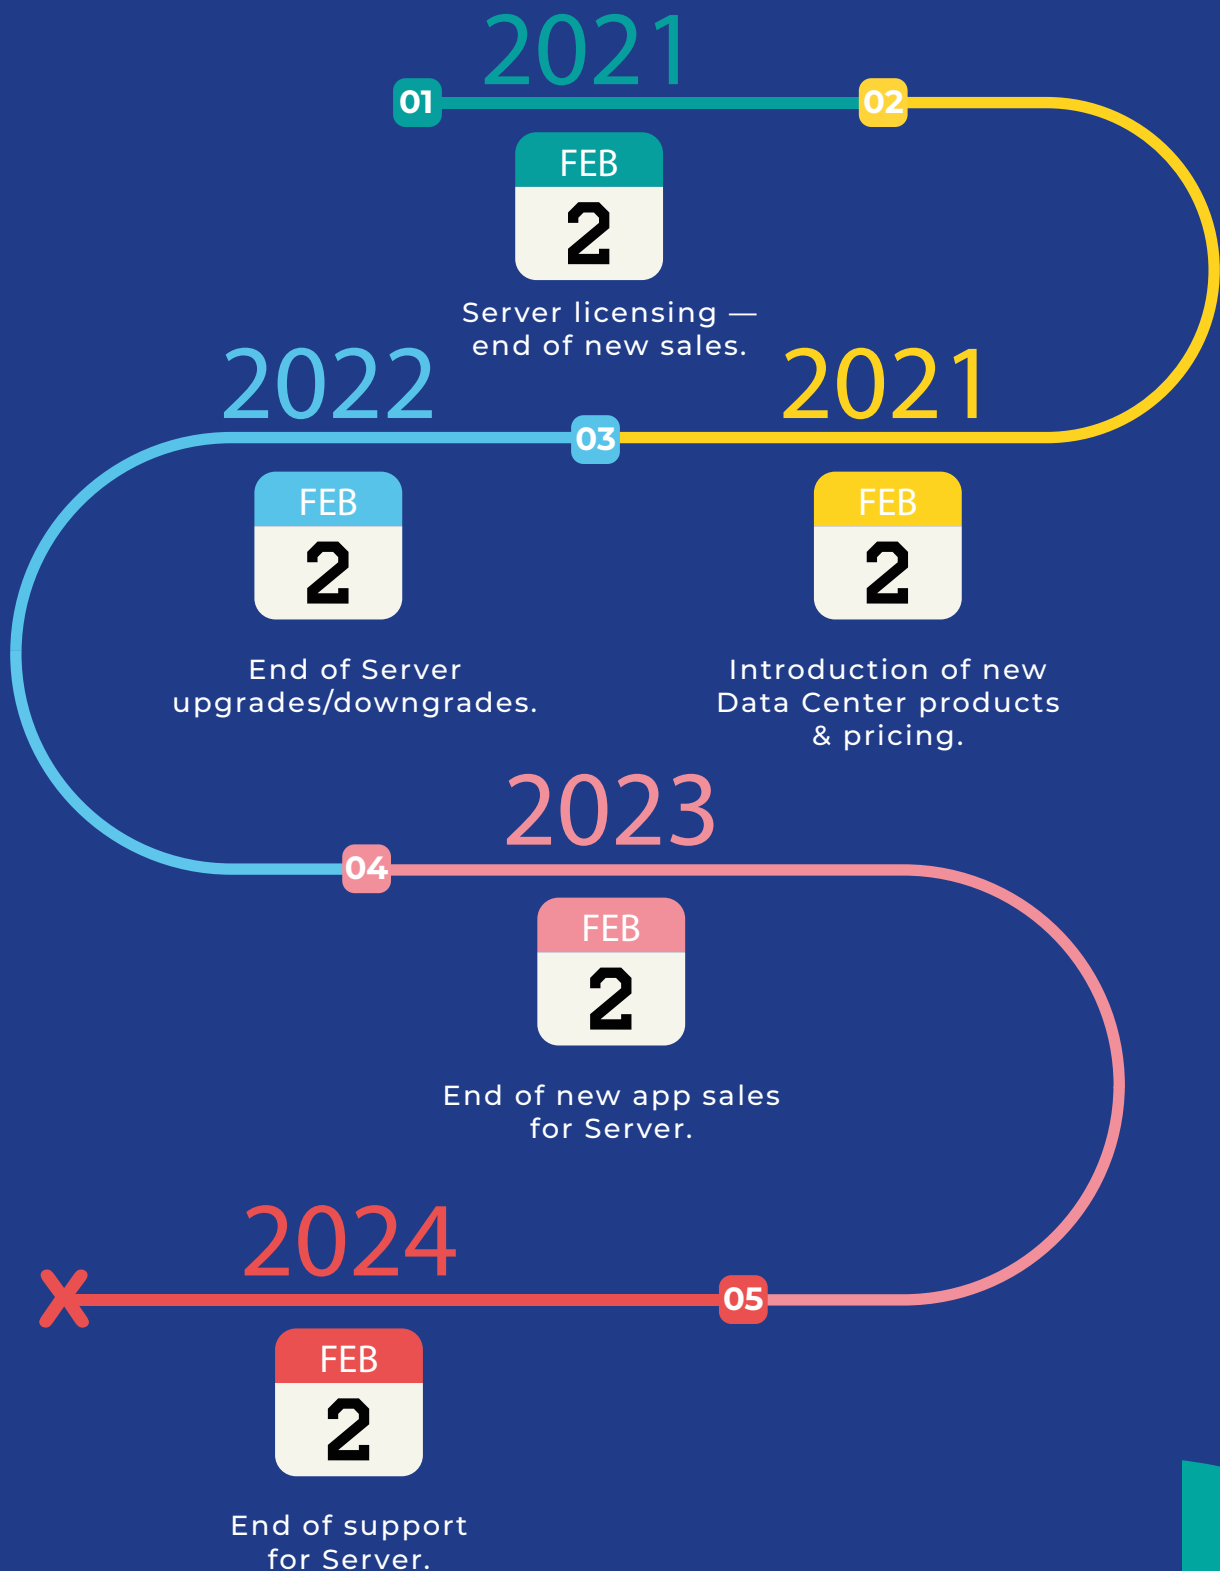 2021
01
02
FEB
2
Server licensing —
end of new sales.
2021
FEB
2
Introduction of new
Data Center products
& pricing.
03
2022
FEB
2
End of Server
upgrades/downgrades.
04
2023
FEB
2
End of new app sales
for Server.
05
2024
FEB
2
End of support
for Server.